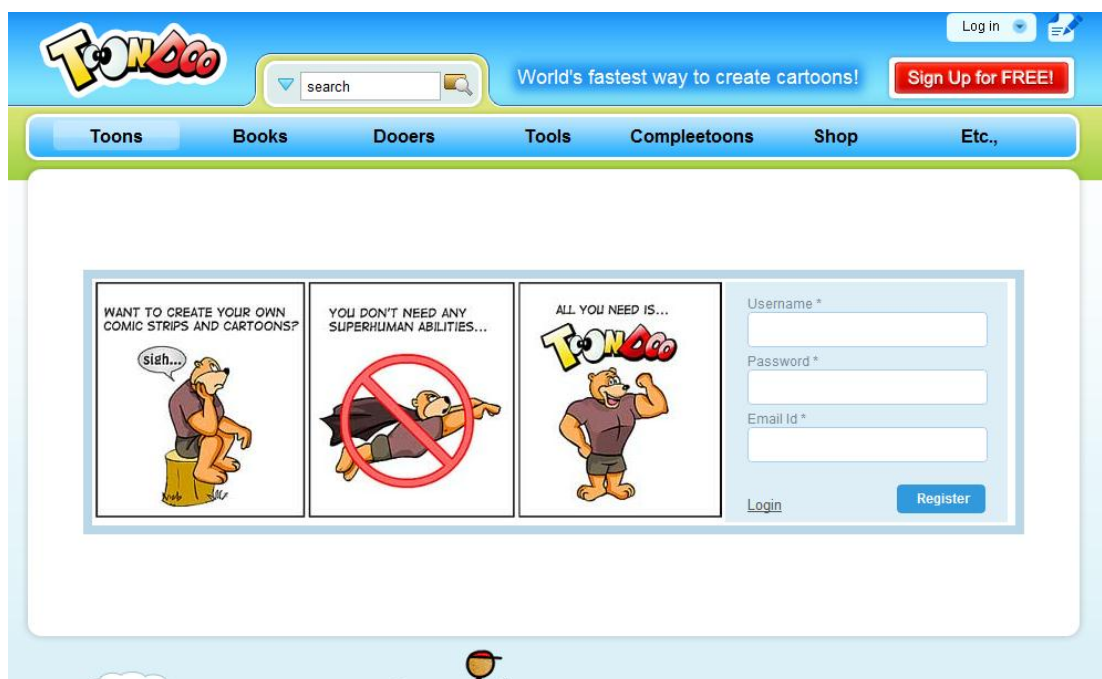 Log in
TOONDOO
search
World's fastest way to create cartoons!
Sign Up for FREE!
Toons Books Dooers Tools Compleetoons Shop Etc.,
WANT TO CREATE YOUR OWN
COMIC STRIPS AND CARTOONS?
sigh...
YOU DON'T NEED ANY
SUPERHUMAN ABILITIES...
ALL YOU NEED IS...
TOONDOO
Username *
Password *
Email Id *
Login
Register